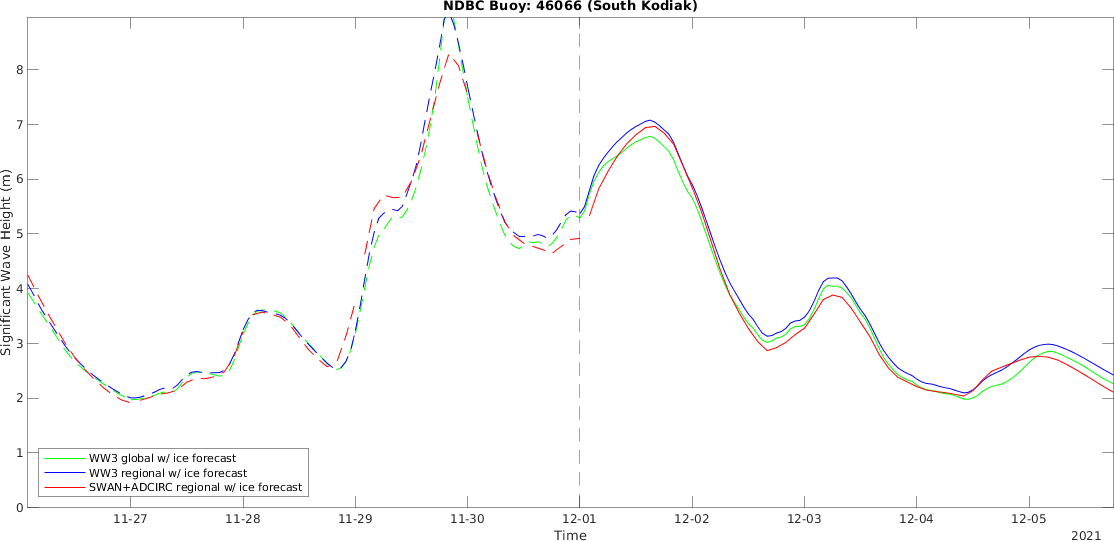 NDBC Buoy: 46066 (South Kodiak)
Significant Wave Height (m)
8
7
6
5
4
3
2
1
0
WW3 global w/ ice forecast
WW3 regional w/ ice forecast
SWAN+ADCIRC regional w/ ice forecast
11-27 11-28 11-29 11-30 12-01 12-02 12-03 12-04 12-05
Time
2021